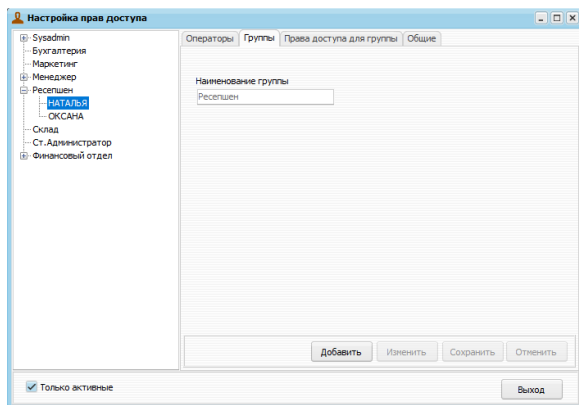 Настройка прав доступа
Sysadmin
Бухгалтерия
Маркетинг
Менеджер
Ресепшен
НАТАЛЬЯ
ОКСАНА
Склад
Ст.Администратор
Финансовый отдел
Операторы Группы Права доступа для группы Общие
Наименование группы
Ресепшен
Добавить Изменить Сохранить Отменить
Только активные
Выход